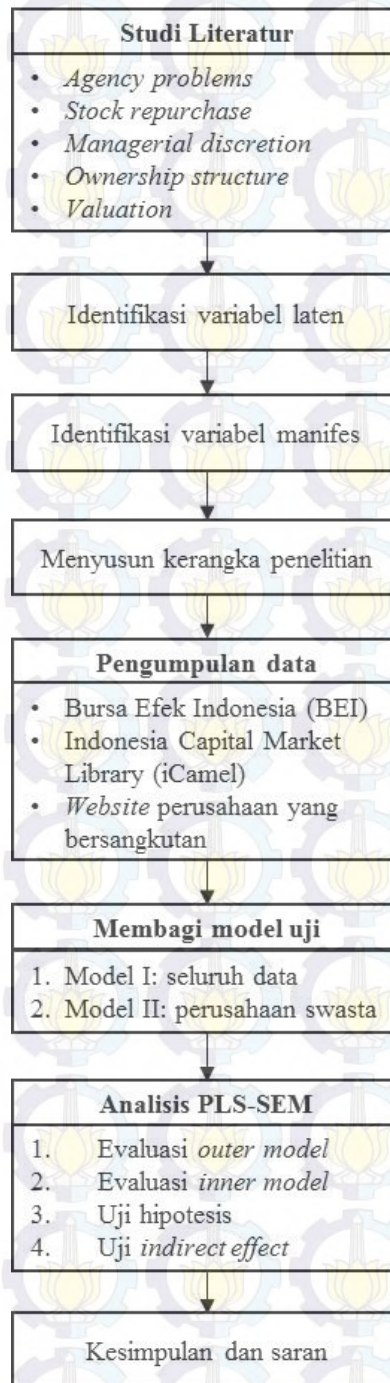 Studi Literatur
• Agency problems
• Stock repurchase
• Managerial discretion
• Ownership structure
• Valuation
Identifikasi variabel laten
Identifikasi variabel manifes
Menyusun kerangka penelitian
Pengumpulan data
• Bursa Efek Indonesia (BEI)
• Indonesia Capital Market
Library (iCamel)
• Website perusahaan yang
bersangkutan
Membagi model uji
1. Model I: seluruh data
2. Model II: perusahaan swasta
Analisis PLS-SEM
1. Evaluasi outer model
2. Evaluasi inner model
3. Uji hipotesis
4. Uji indirect effect
Kesimpulan dan saran